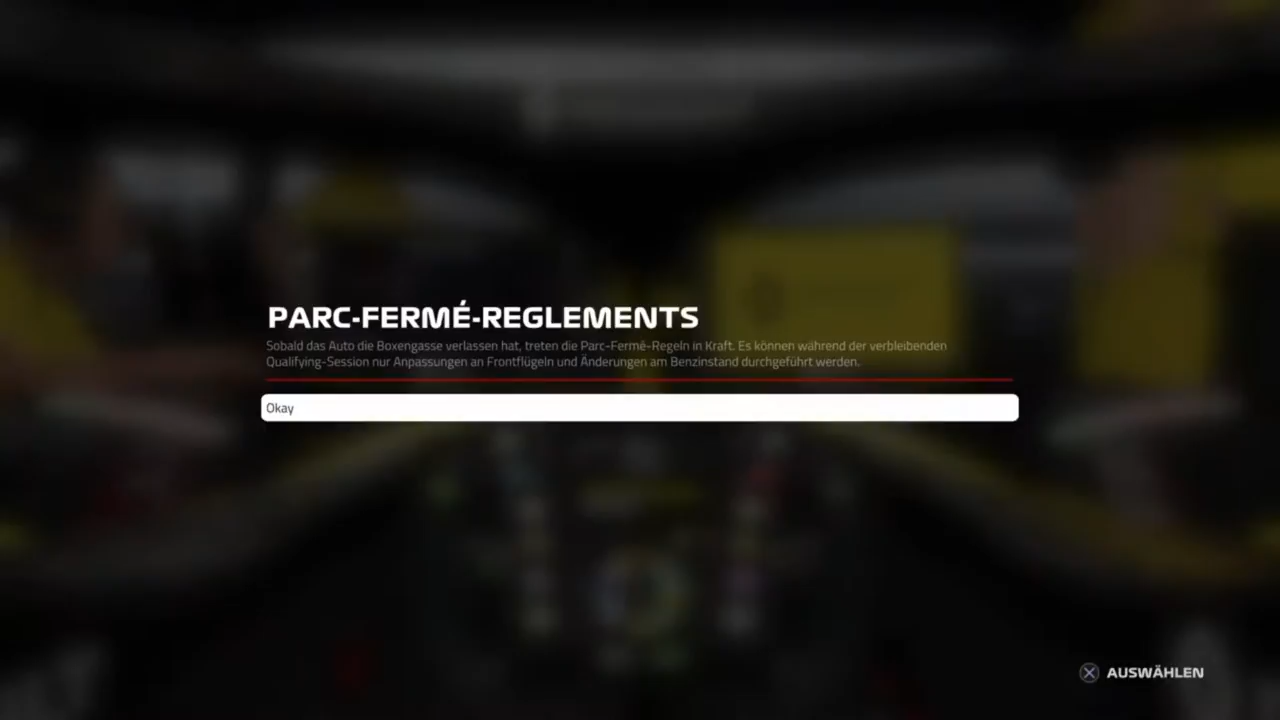 PARC-FERMÉ-REGLEMENTS
Sobald das Auto die Boxengasse verlassen hat, treten die Parc-Fermé-Regeln in Kraft. Es können während der verbleibenden
Qualifying-Session nur Anpassungen an Frontflügeln und Änderungen am Benzinstand durchgeführt werden.
Okay
AUSWÄHLEN